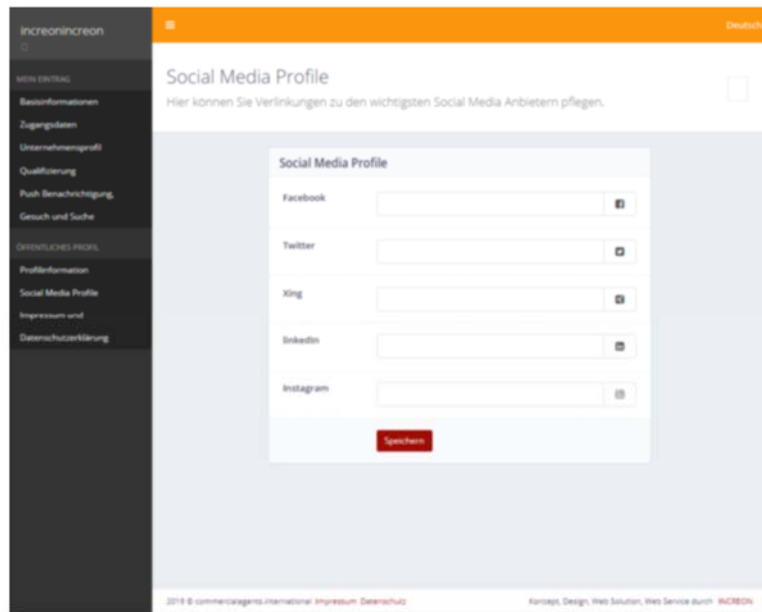 increonincreon
Deutsch
MEIN EINTRAG
Basisinformationen
Zugangsdaten
Unternehmensprofil
Qualifizierung
Push Benachrichtigung,
Gesuch und Suche
ÖFFENTLICHES PROFIL
Profilinformation
Social Media Profile
Impressum und
Datenschutzerklärung
Social Media Profile
Hier können Sie Verlinkungen zu den wichtigsten Social Media Anbietern pflegen.
Social Media Profile
Facebook
Twitter
Xing
linkedin
Instagram
Speichern
2018 © commercialagents.international Impressum Datenschutz
Konzept, Design, Web Solution, Web Service durch INCREON